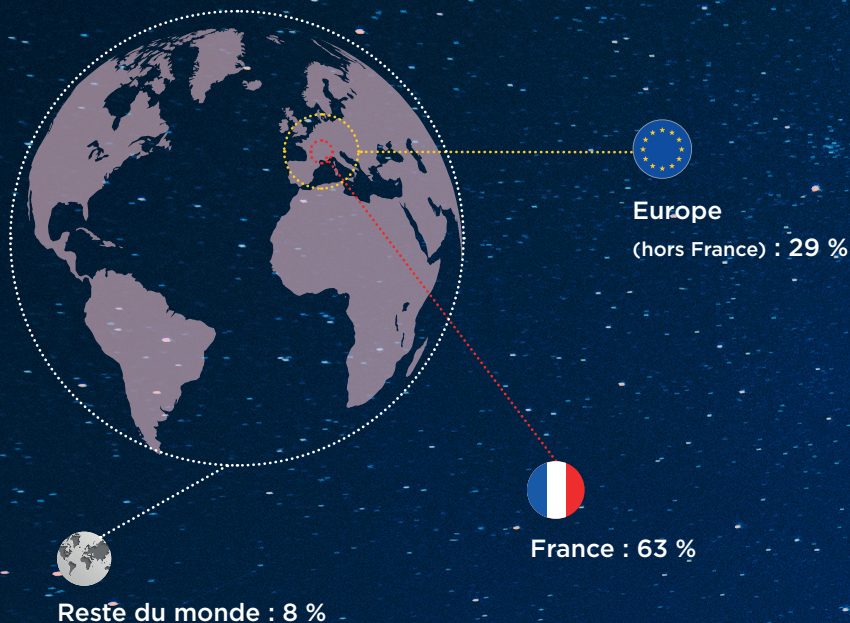 Europe
(hors France) : 29 %
France : 63 %
Reste du monde : 8 %